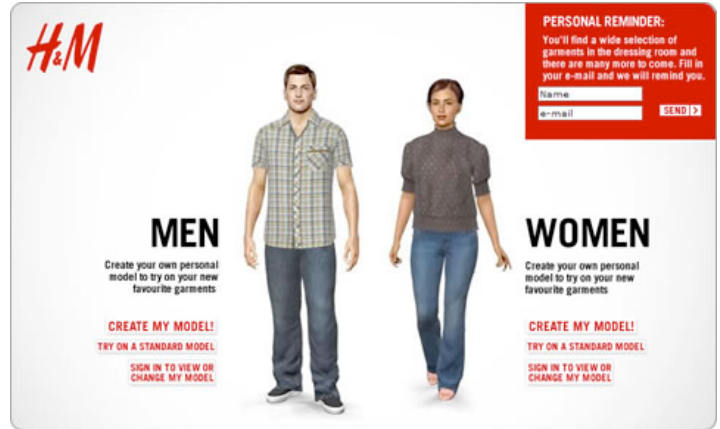 H&M
PERSONAL REMINDER:
You'll find a wide selection of
garments in the dressing room and
there are many more to come. Fill in
your e-mail and we will remind you.
Name
e-mail
SEND
MEN
Create your own personal
model to try on your new
favourite garments
CREATE MY MODEL!
TRY ON A STANDARD MODEL
SIGN IN TO VIEW OR
CHANGE MY MODEL
WOMEN
Create your own personal
model to try on your new
favourite garments
CREATE MY MODEL!
TRY ON A STANDARD MODEL
SIGN IN TO VIEW OR
CHANGE MY MODEL